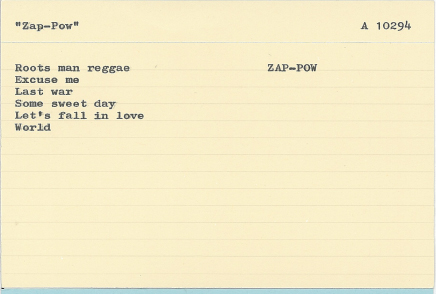 "Zap-Pow" A 10294
Roots man reggae ZAP-POW
Excuse me
Last war
Some sweet day
Let's fall in love
World